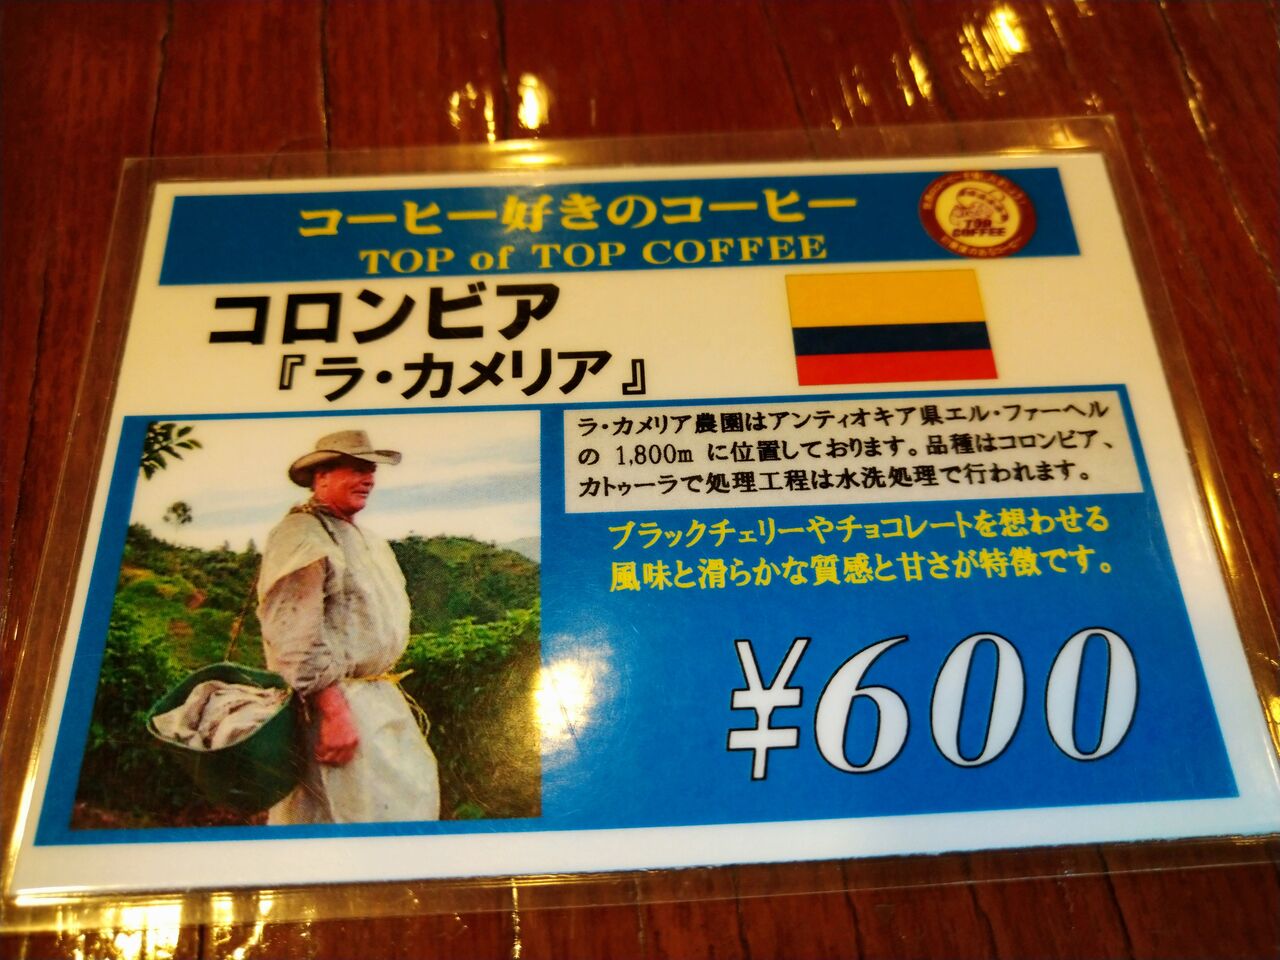 コーヒー好きのコーヒー
TOP of TOP COFFEE
TOP
COFFEE
コロンビア
『ラ・カメリア』
ラ・カメリア農園はアンティオキア県エル・ファーヘル
の 1,800m に位置しております。品種はコロンビア、
カトゥーラで処理工程は水洗処理で行われます。
ブラックチェリーやチョコレートを想わせる
風味と滑らかな質感と甘さが特徴です。
¥600